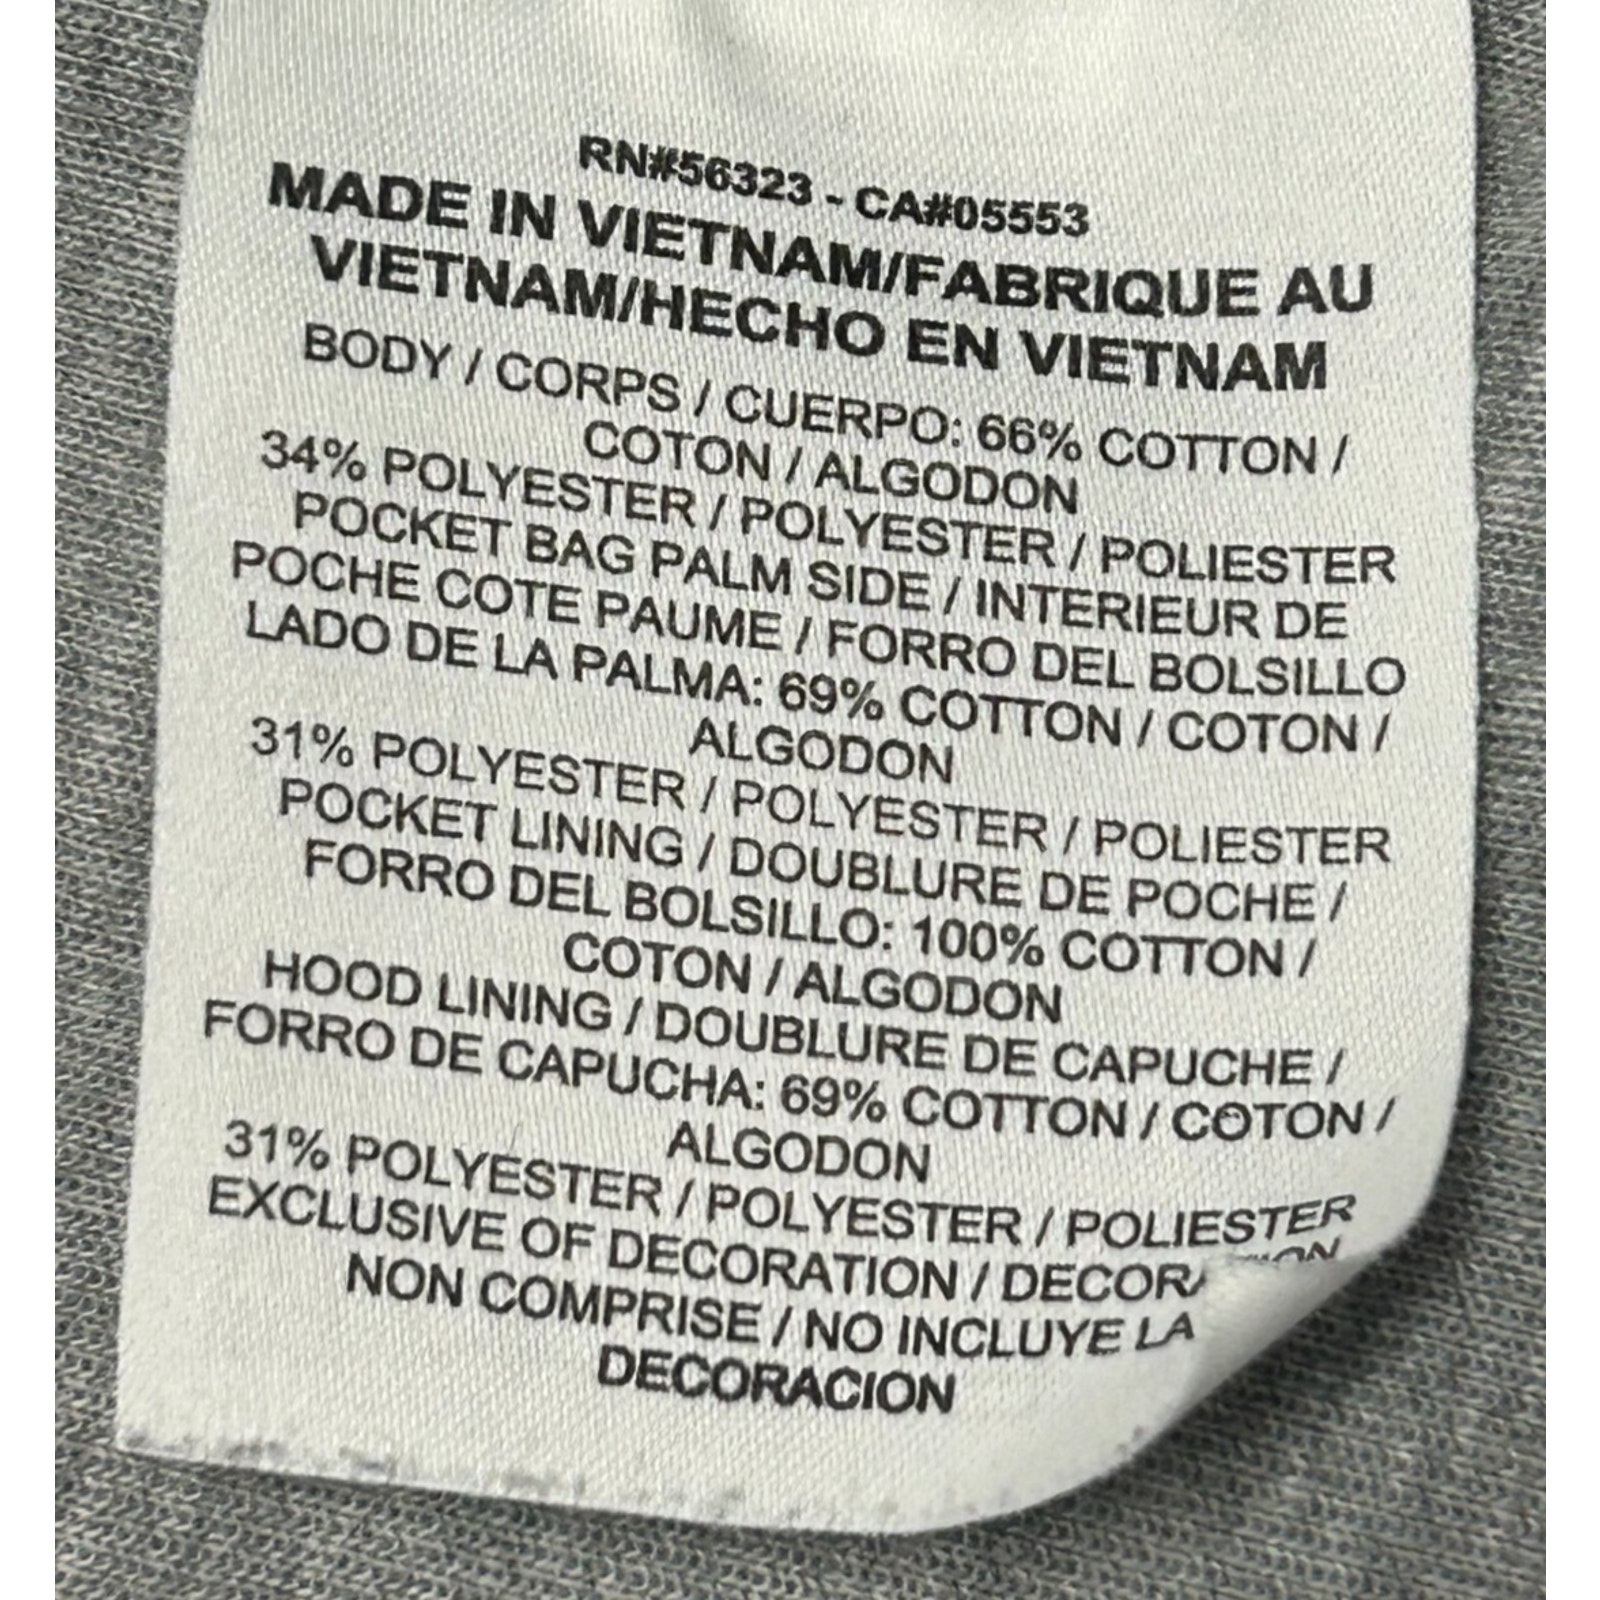 RN#56323 - CA#05553
MADE IN VIETNAM/FABRIQUE AU
VIETNAM/HECHO EN VIETNAM
BODY / CORPS / CUERPO: 66% COTTON /
COTON / ALGODON
34% POLYESTER / POLYESTER / POLIESTER
POCKET BAG PALM SIDE / INTERIEUR DE
POCHE COTE PAUME / FORRO DEL BOLSILLO
LADO DE LA PALMA: 69% COTTON / COTON /
ALGODON
31% POLYESTER / POLYESTER / POLIESTER
POCKET LINING / DOUBLURE DE POCHE /
FORRO DEL BOLSILLO: 100% COTTON /
COTON / ALGODON
HOOD LINING / DOUBLURE DE CAPUCHE /
FORRO DE CAPUCHA: 69% COTTON / COTON /
ALGODON
31% POLYESTER / POLYESTER / POLIESTER
EXCLUSIVE OF DECORATION /
NON COMPRISE / NO INCLUYE LA
DECORACION